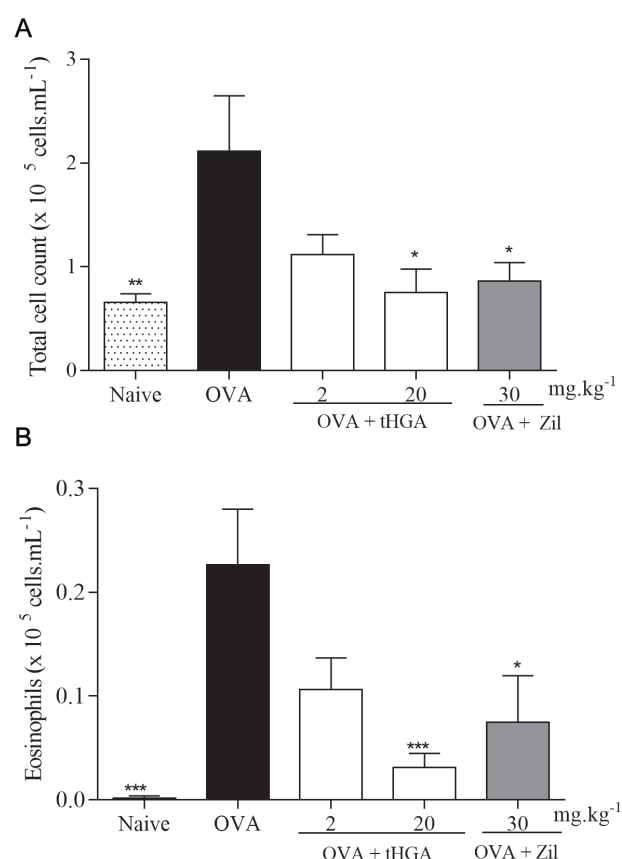 A
Total cell count (x 10 5 cells.mL-1)
3
2
1
0
**
*
*
Naive OVA 2 20 30 mg.kg-1
OVA + tHGA OVA + Zil
B
Eosinophils (x 10 5 cells.mL-1)
0.3
0.2
0.1
0.0
***
***
*
Naive OVA 2 20 30 mg.kg-1
OVA + tHGA OVA + Zil